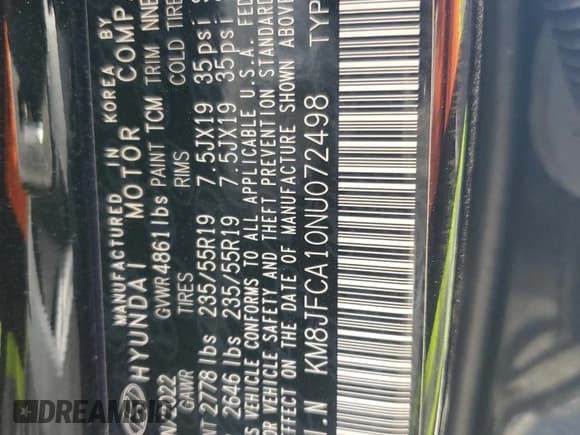 MANUFACTURED IN KOREA BY
HYUNDAI MOTOR COMP
GVWR 4861 lbs PAINT TCM TRIM NNB
GAWR TIRES RIMS COLD TIRE
2778 lbs 235/55R19 7.5JX19 35psi
2646 lbs 235/55R19 7.5JX19 35psi
VEHICLE CONFORMS TO ALL APPLICABLE U.S.A. FED
VEHICLE SAFETY AND THEFT PREVENTION STANDARD
EFFECT ON THE DATE OF MANUFACTURE SHOWN ABOVE
I.N KM8JFCA10NU072498 TYP
DREAMBID